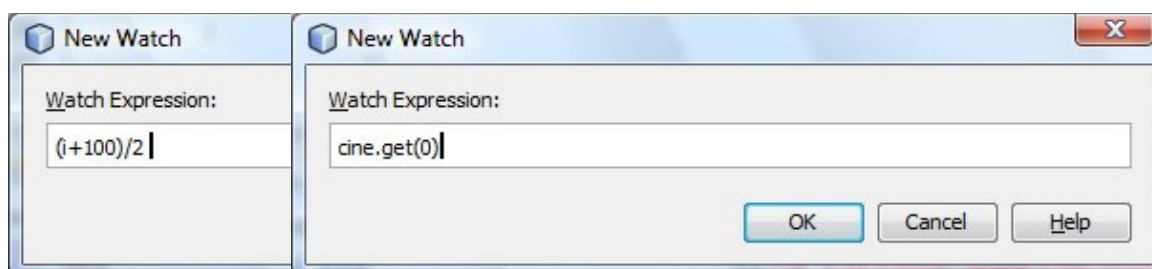 New Watch
Watch Expression:
(i+100)/2
New Watch
Watch Expression:
cine.get(0)
OK Cancel Help